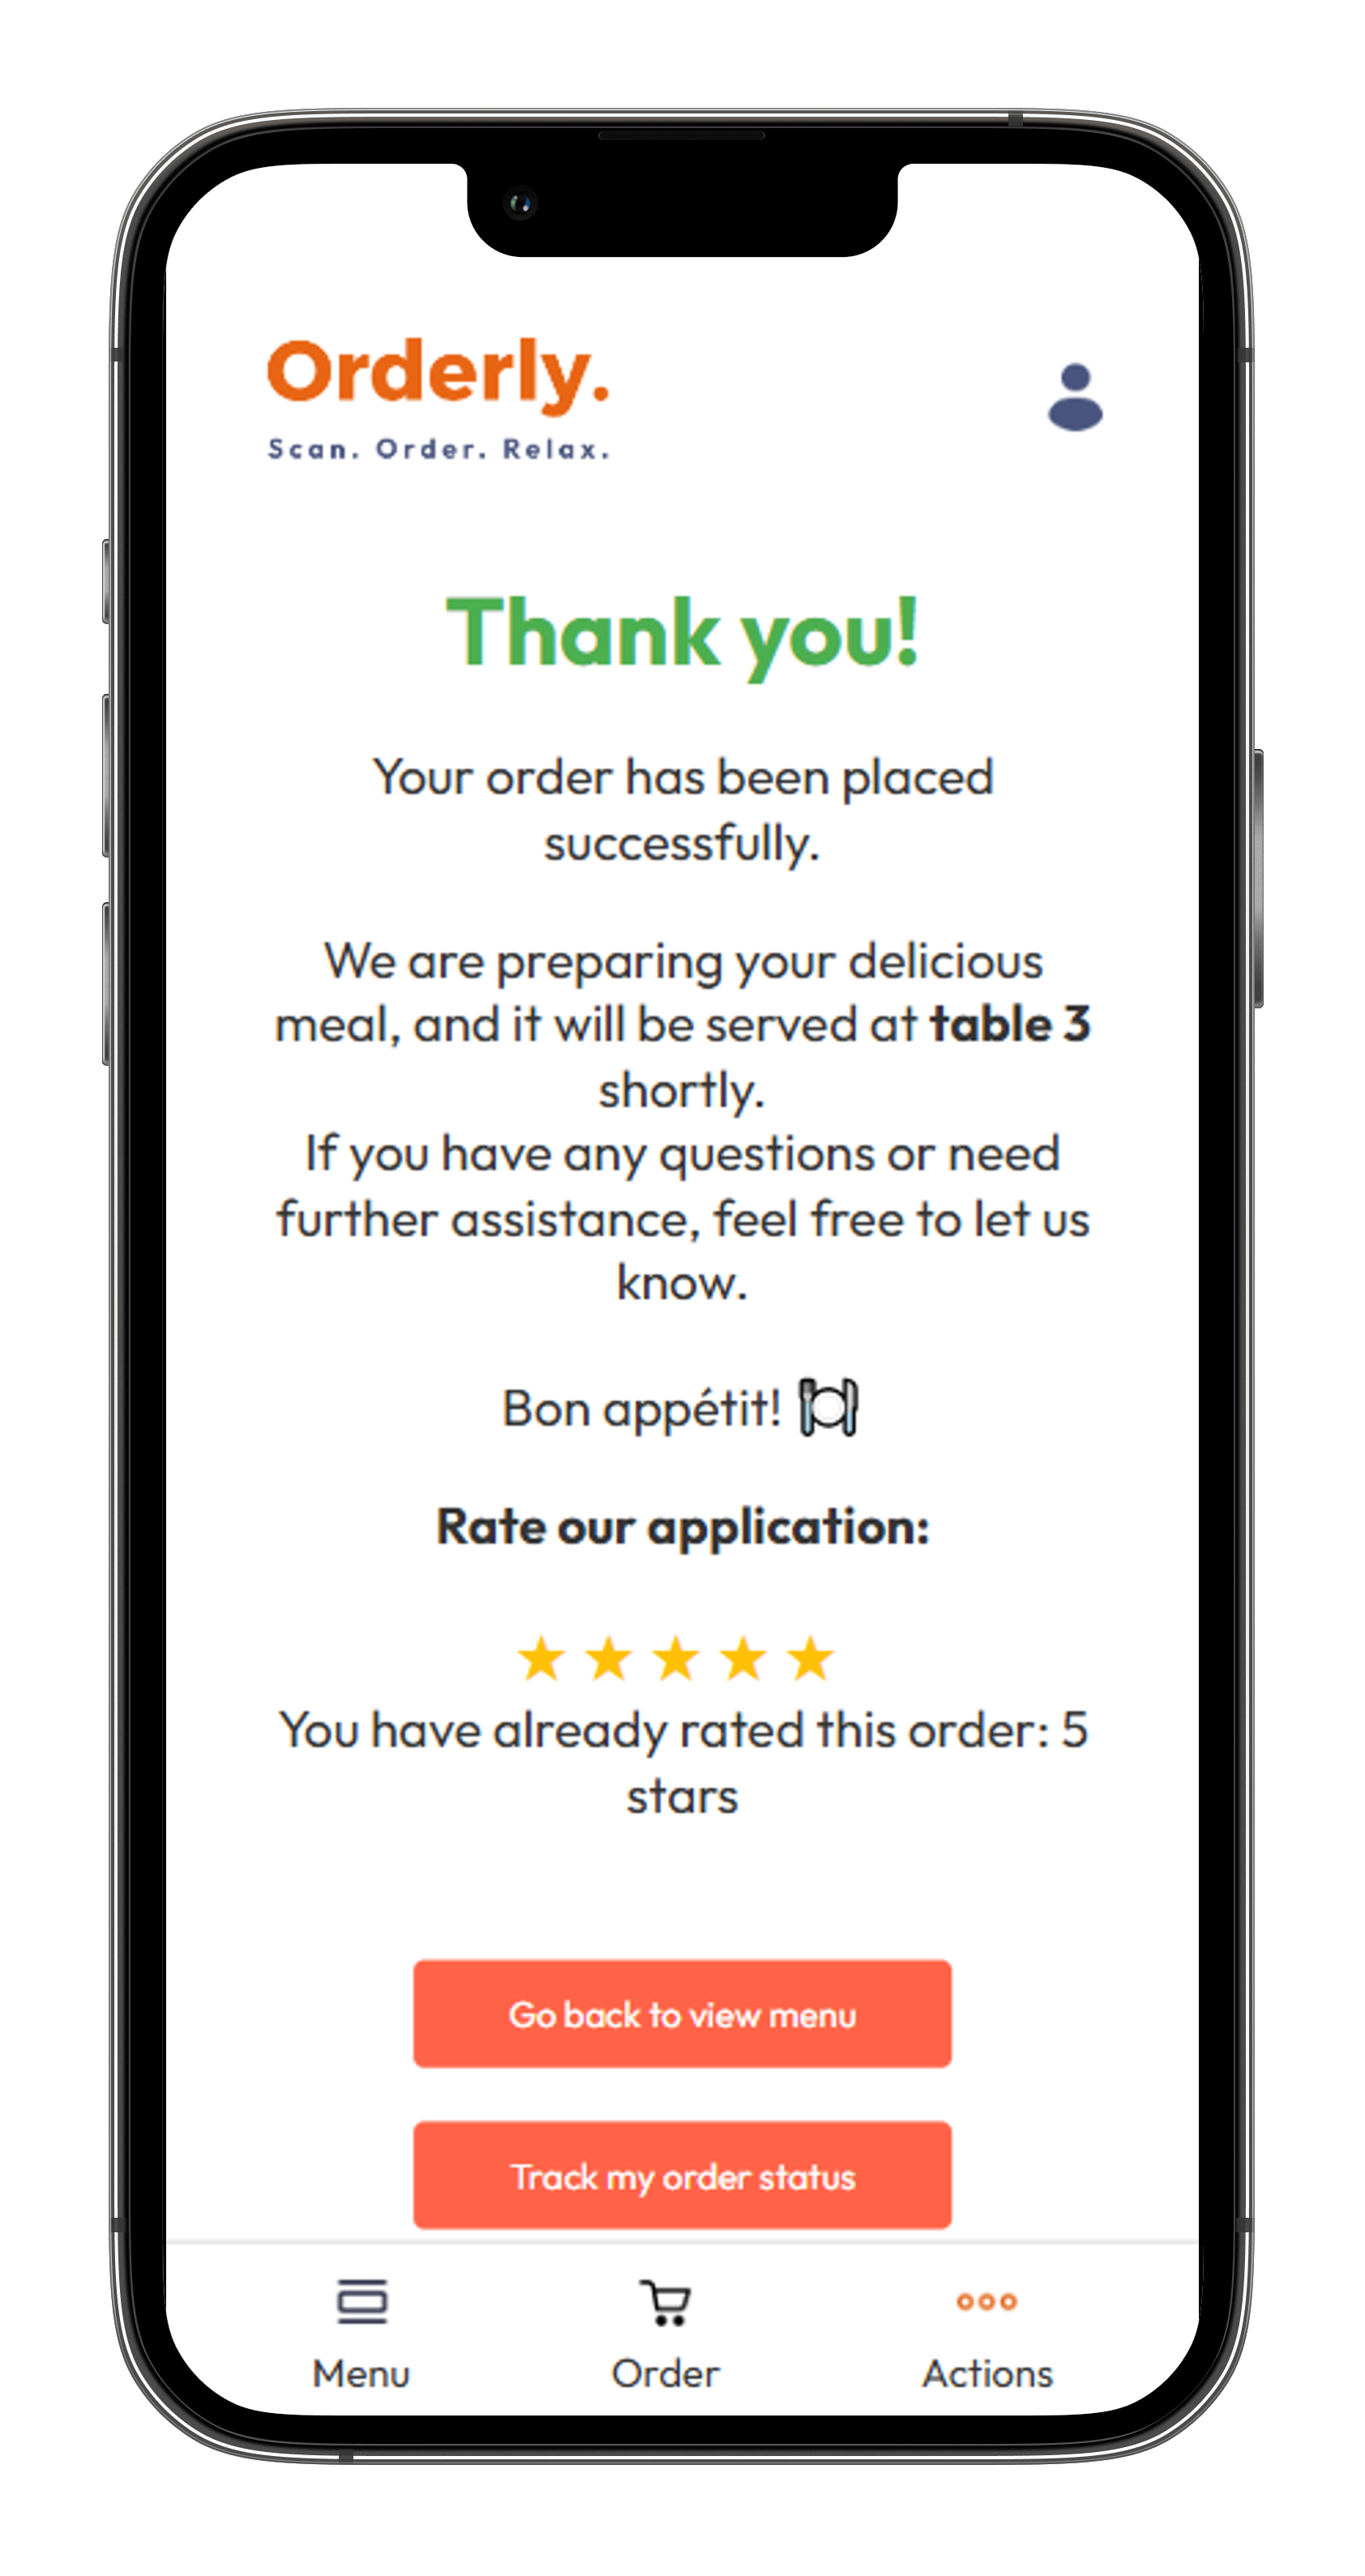 Orderly.
Scan. Order. Relax.
Thank you!
Your order has been placed
successfully.
We are preparing your delicious
meal, and it will be served at table 3
shortly.
If you have any questions or need
further assistance, feel free to let us
know.
Bon appétit! 🍽
Rate our application:
★ ★ ★ ★ ★
You have already rated this order: 5
stars
Go back to view menu
Track my order status
Menu Order Actions